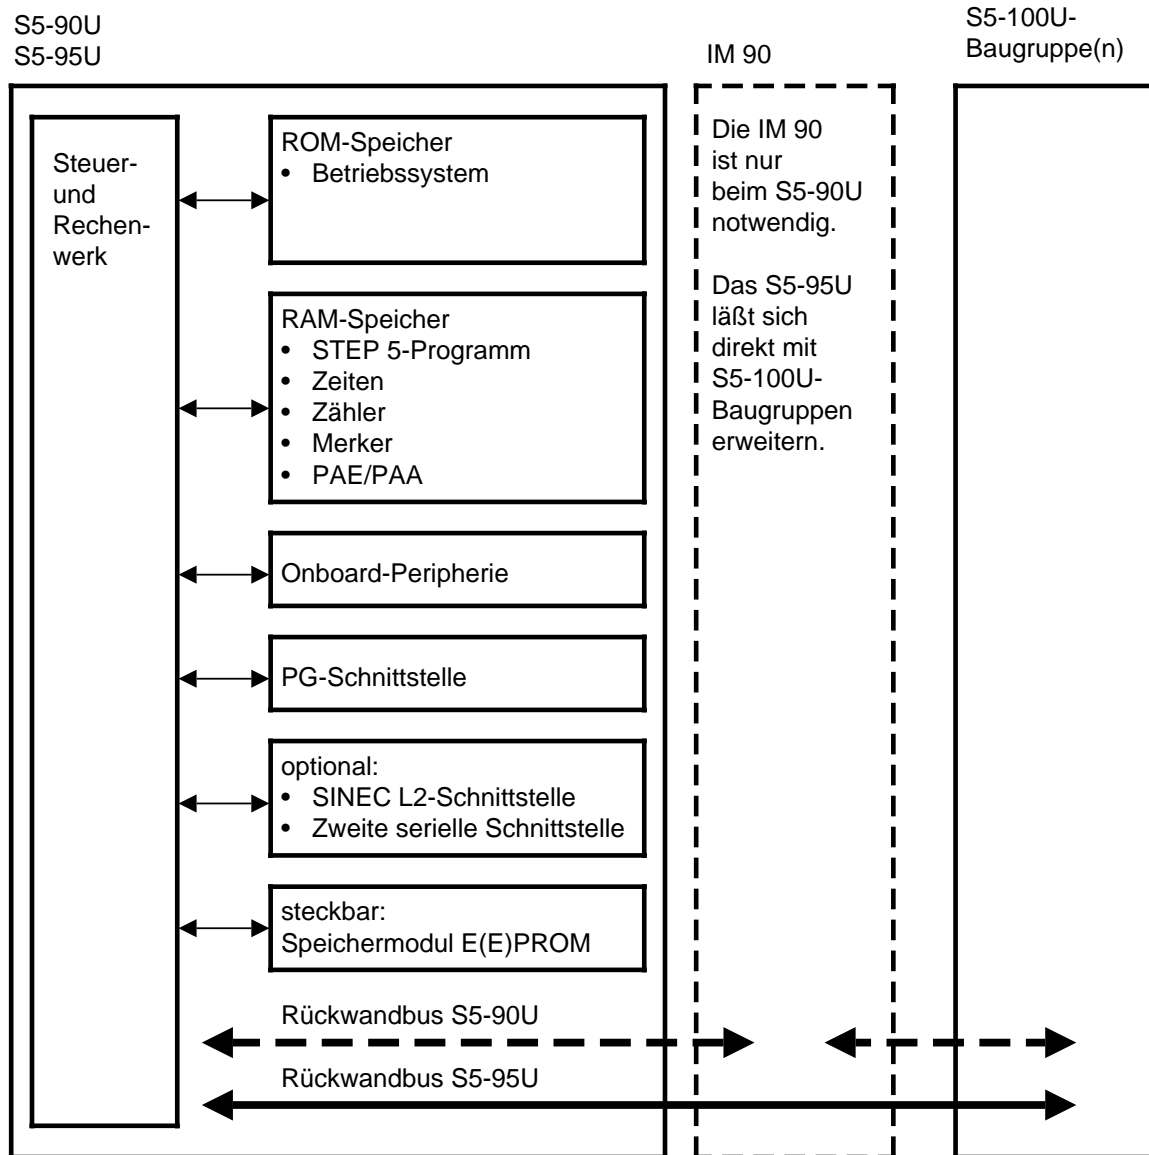 S5-90U
S5-95U
IM 90
S5-100U-
Baugruppe(n)
Steuer-
und
Rechen-
werk
ROM-Speicher
• Betriebssystem
RAM-Speicher
• STEP 5-Programm
• Zeiten
• Zähler
• Merker
• PAE/PAA
Onboard-Peripherie
PG-Schnittstelle
optional:
• SINEC L2-Schnittstelle
• Zweite serielle Schnittstelle
steckbar:
Speichermodul E(E)PROM
Die IM 90
ist nur
beim S5-90U
notwendig.
Das S5-95U
läßt sich
direkt mit
S5-100U-
Baugruppen
erweitern.
Rückwandbus S5-90U
Rückwandbus S5-95U